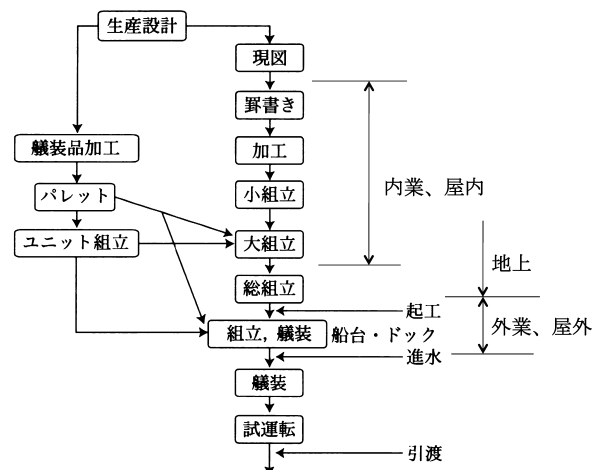 生産設計
現図
罫書き
艤装品加工
加工
パレット
小組立
内業、屋内
ユニット組立
大組立
地上
総組立
起工
組立, 艤装
船台・ドック
外業、屋外
進水
艤装
試運転
引渡